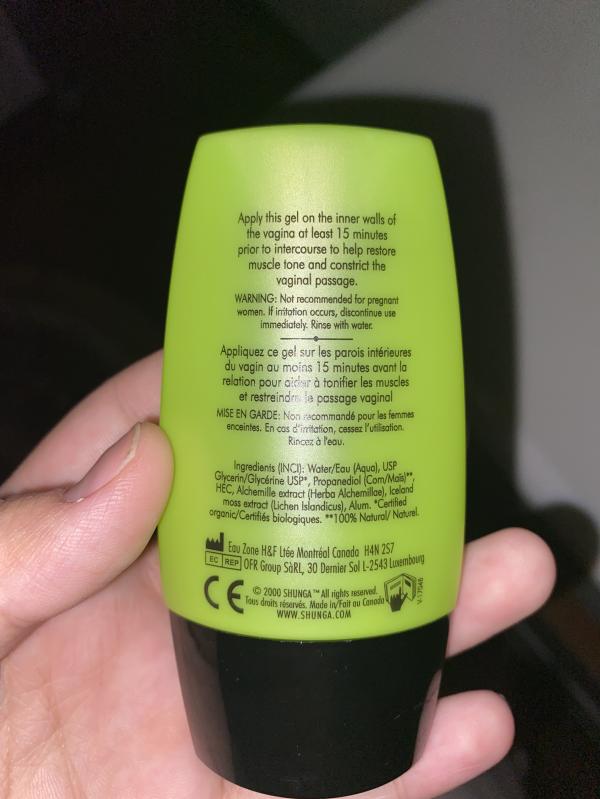 Apply this gel on the inner walls of
the vagina at least 15 minutes
prior to intercourse to help restore
muscle tone and constrict the
vaginal passage.
WARNING: Not recommended for pregnant
women. If irritation occurs, discontinue use
immediately. Rinse with water.
Appliquez ce gel sur les parois intérieures
du vagin au moins 15 minutes avant la
relation pour aider à tonifier les muscles
et restreindre le passage vaginal
MISE EN GARDE: Non recommandé pour les femmes
enceintes. En cas d'irritation, cessez l'utilisation.
Rincez à l'eau.
Ingredients (INCI): Water/Eau (Aqua), USP
Glycerin/Glycérine USP*, Propanediol (Corn/Maïs)**,
HEC, Alchemille extract (Herba Alchemillae), Iceland
moss extract (Lichen Islandicus), Alum. *Certified
organic/Certifiés biologiques. **100% Natural/ Naturel.
Eau Zone H&F Ltée Montréal Canada H4N 2S7
EC REP OFR Group SàRL, 30 Dernier Sol L-2543 Luxembourg
CE © 2000 SHUNGA™ All rights reserved.
Tous droits réservés. Made in/Fait au Canada
WWW.SHUNGA.COM
V-17546